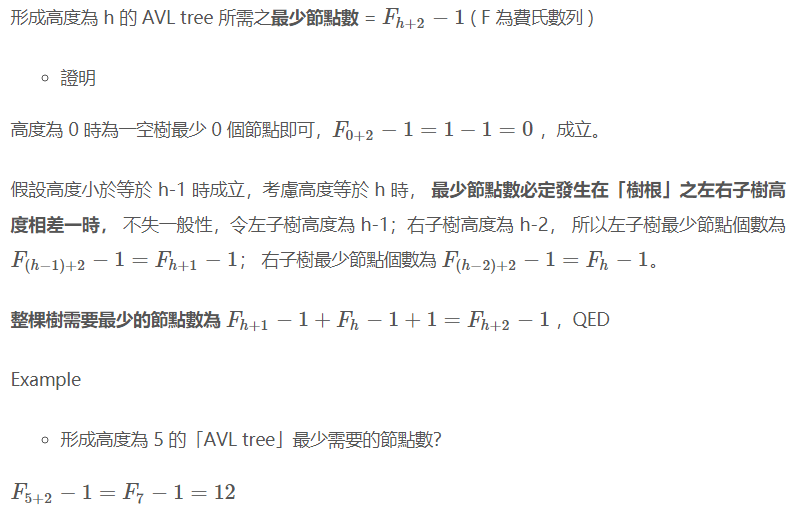 形成高度為 h 的 AVL tree 所需之最少節點數 = $F_{h+2} - 1$ ( F 為費氏數列 )
◦ 證明
高度為 0 時為一空樹最少 0 個節點即可，$F_{0+2} - 1 = 1 - 1 = 0$ ，成立。
假設高度小於等於 h-1 時成立，考慮高度等於 h 時， 最少節點數必定發生在「樹根」之左右子樹高
度相差一時， 不失一般性，令左子樹高度為 h-1；右子樹高度為 h-2， 所以左子樹最少節點個數為
$F_{(h-1)+2} - 1 = F_{h+1} - 1$； 右子樹最少節點個數為 $F_{(h-2)+2} - 1 = F_h - 1$。
整棵樹需要最少的節點數為 $F_{h+1} - 1 + F_h - 1 + 1 = F_{h+2} - 1$ ，QED
Example
◦ 形成高度為 5 的「AVL tree」最少需要的節點數?
$F_{5+2} - 1 = F_7 - 1 = 12$